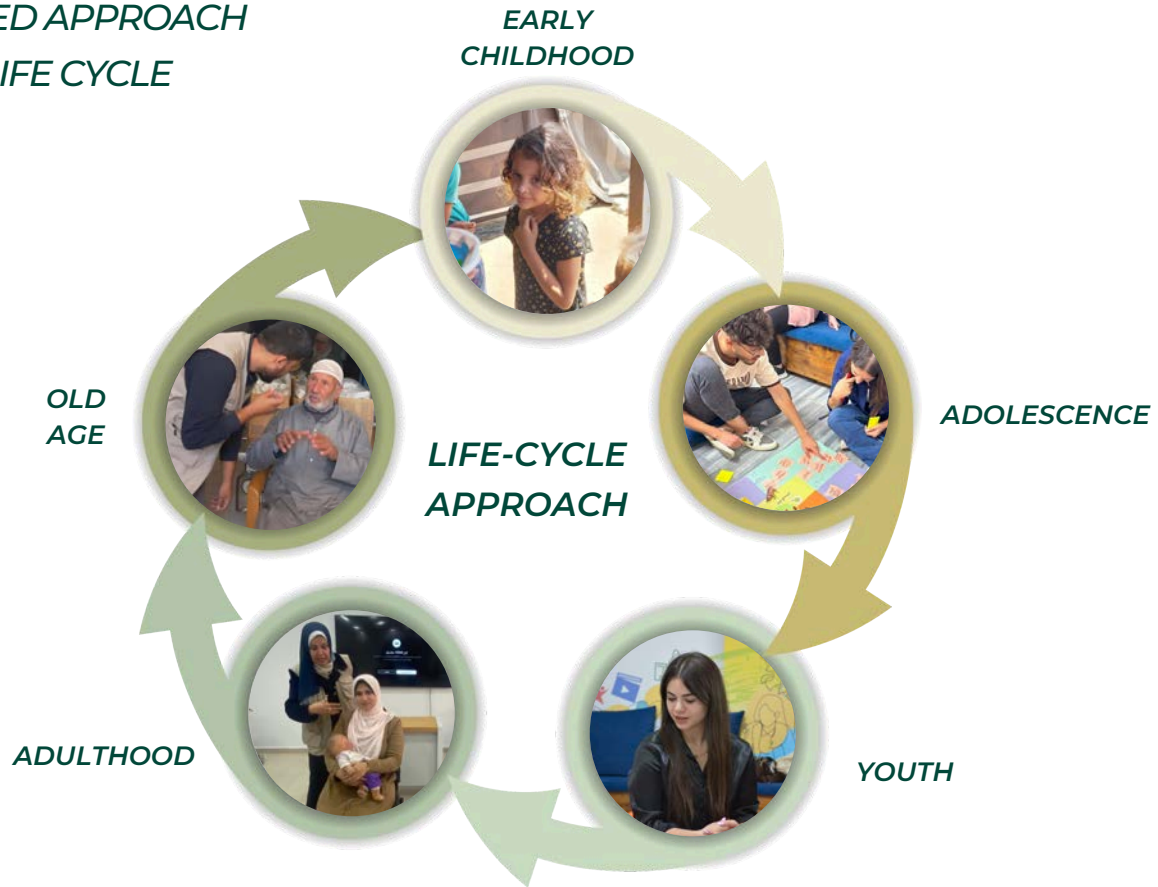 ED APPROACH
IFE CYCLE
EARLY
CHILDHOOD
OLD
AGE
LIFE-CYCLE
APPROACH
ADOLESCENCE
ADULTHOOD
YOUTH